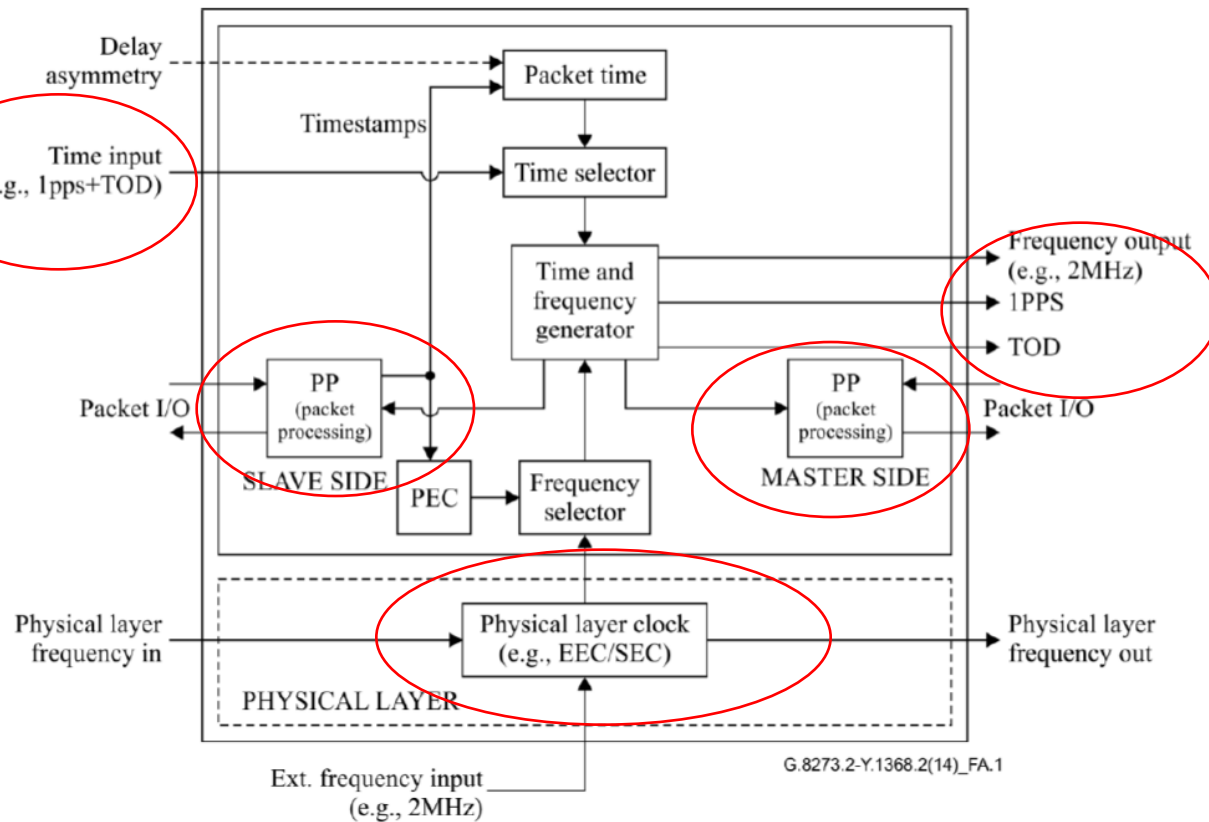 Delay
asymmetry
Packet time
Timestamps
Time input
.g., 1pps+TOD)
Time selector
Time and
frequency
generator
Frequency output
(e.g., 2MHz)
1PPS
TOD
PP
(packet
processing)
Packet I/O
SLAVE SIDE
PP
(packet
processing)
Packet I/O
MASTER SIDE
PEC
Frequency
selector
Physical layer
frequency in
Physical layer clock
(e.g., EEC/SEC)
Physical layer
frequency out
PHYSICAL LAYER
Ext. frequency input
(e.g., 2MHz)
G.8273.2-Y.1368.2(14)_FA.1